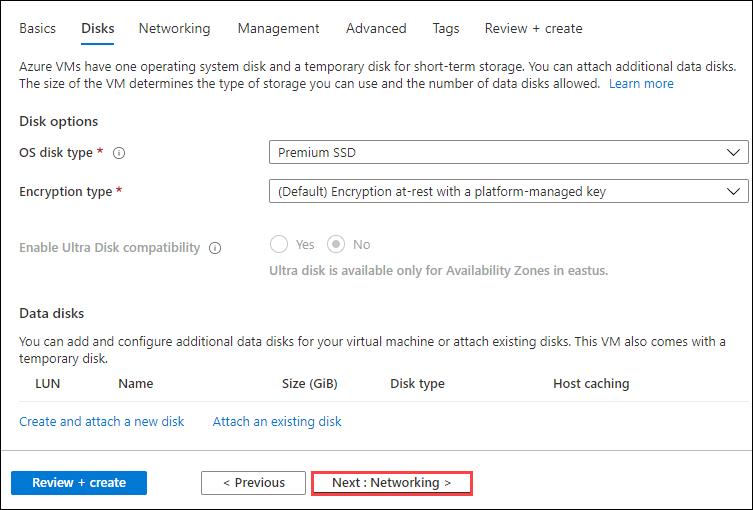 Basics Disks Networking Management Advanced Tags Review + create
Azure VMs have one operating system disk and a temporary disk for short-term storage. You can attach additional data disks.
The size of the VM determines the type of storage you can use and the number of data disks allowed. Learn more
Disk options
OS disk type * Premium SSD
Encryption type * (Default) Encryption at-rest with a platform-managed key
Enable Ultra Disk compatibility Yes No
Ultra disk is available only for Availability Zones in eastus.
Data disks
You can add and configure additional data disks for your virtual machine or attach existing disks. This VM also comes with a
temporary disk.
LUN Name Size (GiB) Disk type Host caching
Create and attach a new disk Attach an existing disk
Review + create < Previous Next : Networking >